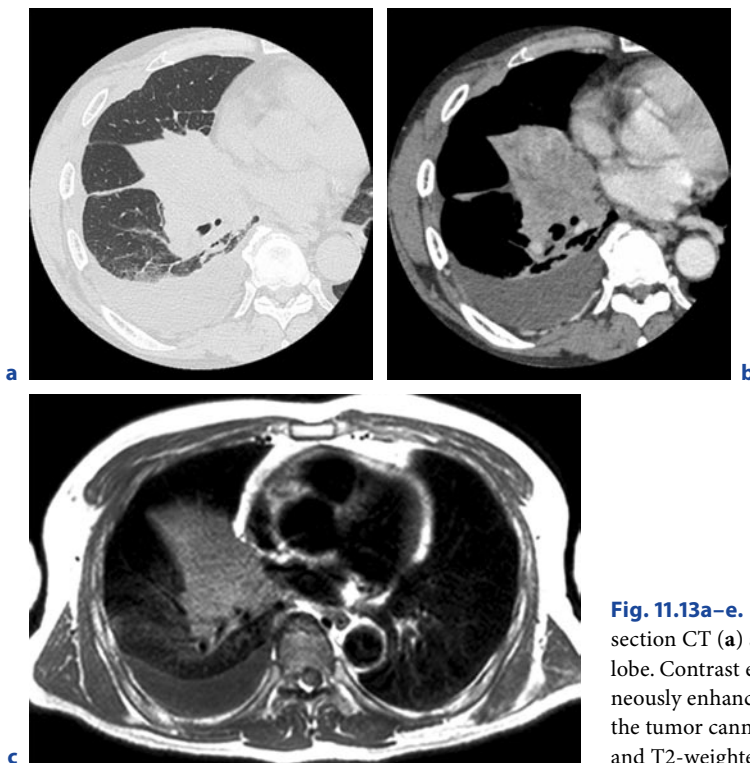 a
b
c
Fig. 11.13a–e.
section CT (a)
lobe. Contrast e
neously enhanc
the tumor cann
and T2-weighte